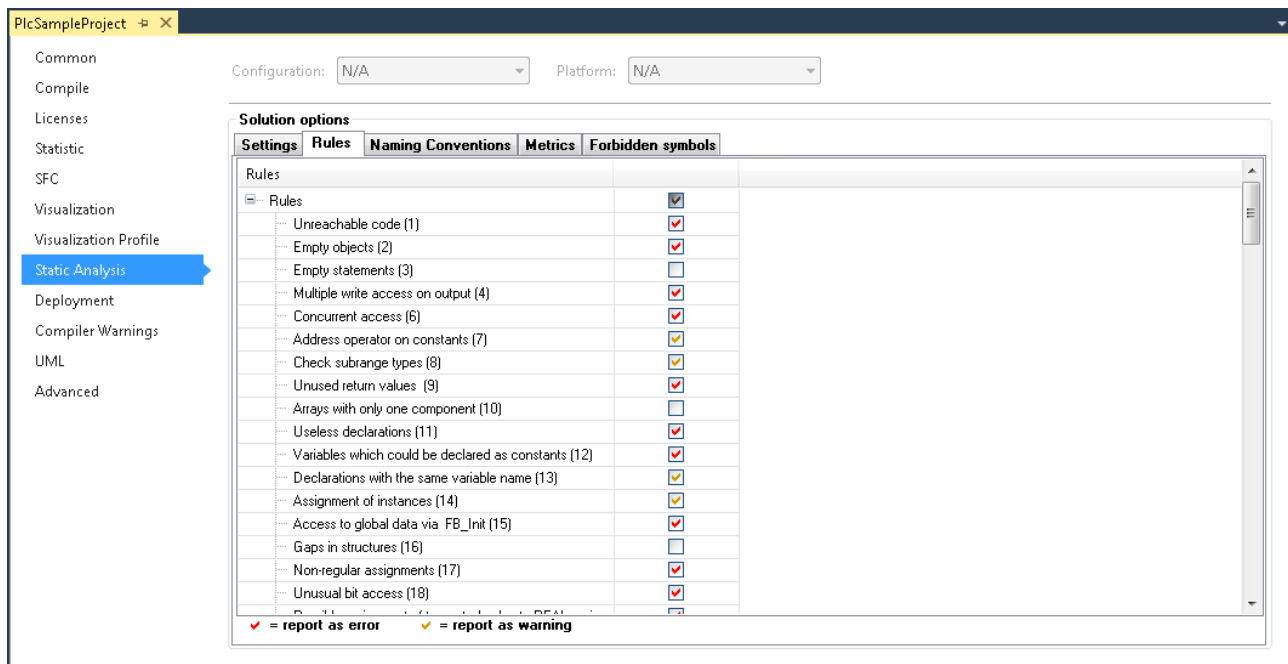 PlcSampleProject
Common
Compile
Licenses
Statistic
SFC
Visualization
Visualization Profile
Static Analysis
Deployment
Compiler Warnings
UML
Advanced
Configuration: N/A Platform: N/A
Solution options
Settings Rules Naming Conventions Metrics Forbidden symbols
Rules
Rules
Unreachable code (1)
Empty objects (2)
Empty statements (3)
Multiple write access on output (4)
Concurrent access (6)
Address operator on constants (7)
Check subrange types (8)
Unused return values (9)
Arrays with only one component (10)
Useless declarations (11)
Variables which could be declared as constants (12)
Declarations with the same variable name (13)
Assignment of instances (14)
Access to global data via FB_Init (15)
Gaps in structures (16)
Non-regular assignments (17)
Unusual bit access (18)
= report as error = report as warning